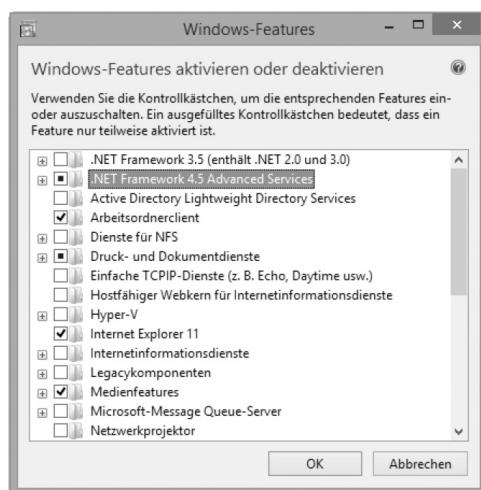 Windows-Features
Windows-Features aktivieren oder deaktivieren
Verwenden Sie die Kontrollkästchen, um die entsprechenden Features ein-
oder auszuschalten. Ein ausgefülltes Kontrollkästchen bedeutet, dass ein
Feature nur teilweise aktiviert ist.
.NET Framework 3.5 (enthält .NET 2.0 und 3.0)
.NET Framework 4.5 Advanced Services
Active Directory Lightweight Directory Services
Arbeitsordnerclient
Dienste für NFS
Druck- und Dokumentdienste
Einfache TCPIP-Dienste (z. B. Echo, Daytime usw.)
Hostfähiger Webkern für Internetinformationsdienste
Hyper-V
Internet Explorer 11
Internetinformationsdienste
Legacykomponenten
Medienfeatures
Microsoft-Message Queue-Server
Netzwerkprojektor
OK Abbrechen